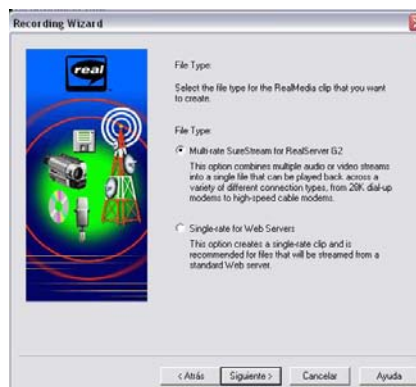 Recording Wizard
real
File Type:
Select the file type for the RealMedia clip that you want
to create.
File Type:
Multi-rate SureStream for RealServer G2
This option combines multiple audio or video streams
into a single file that can be played back across a
variety of different connection types, from 28K dial-up
modems to high-speed cable modems.
Single-rate for Web Servers
This option creates a single-rate clip and is
recommended for files that will be streamed from a
standard Web server.
< Atrás Siguiente > Cancelar Ayuda